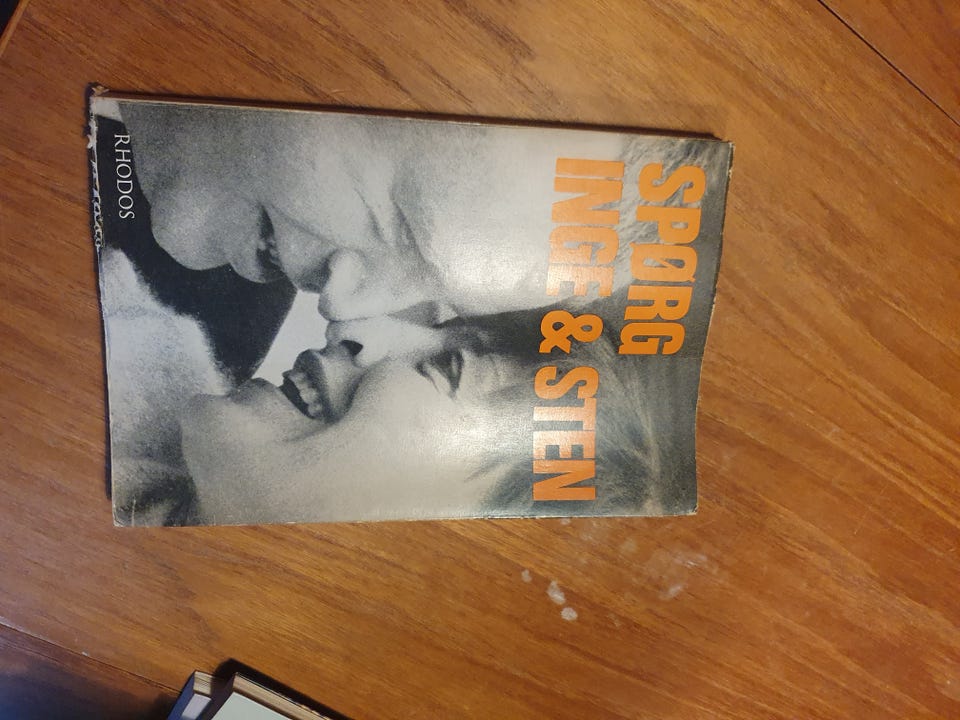 SPØRG
INGE & STEN
RHODOS